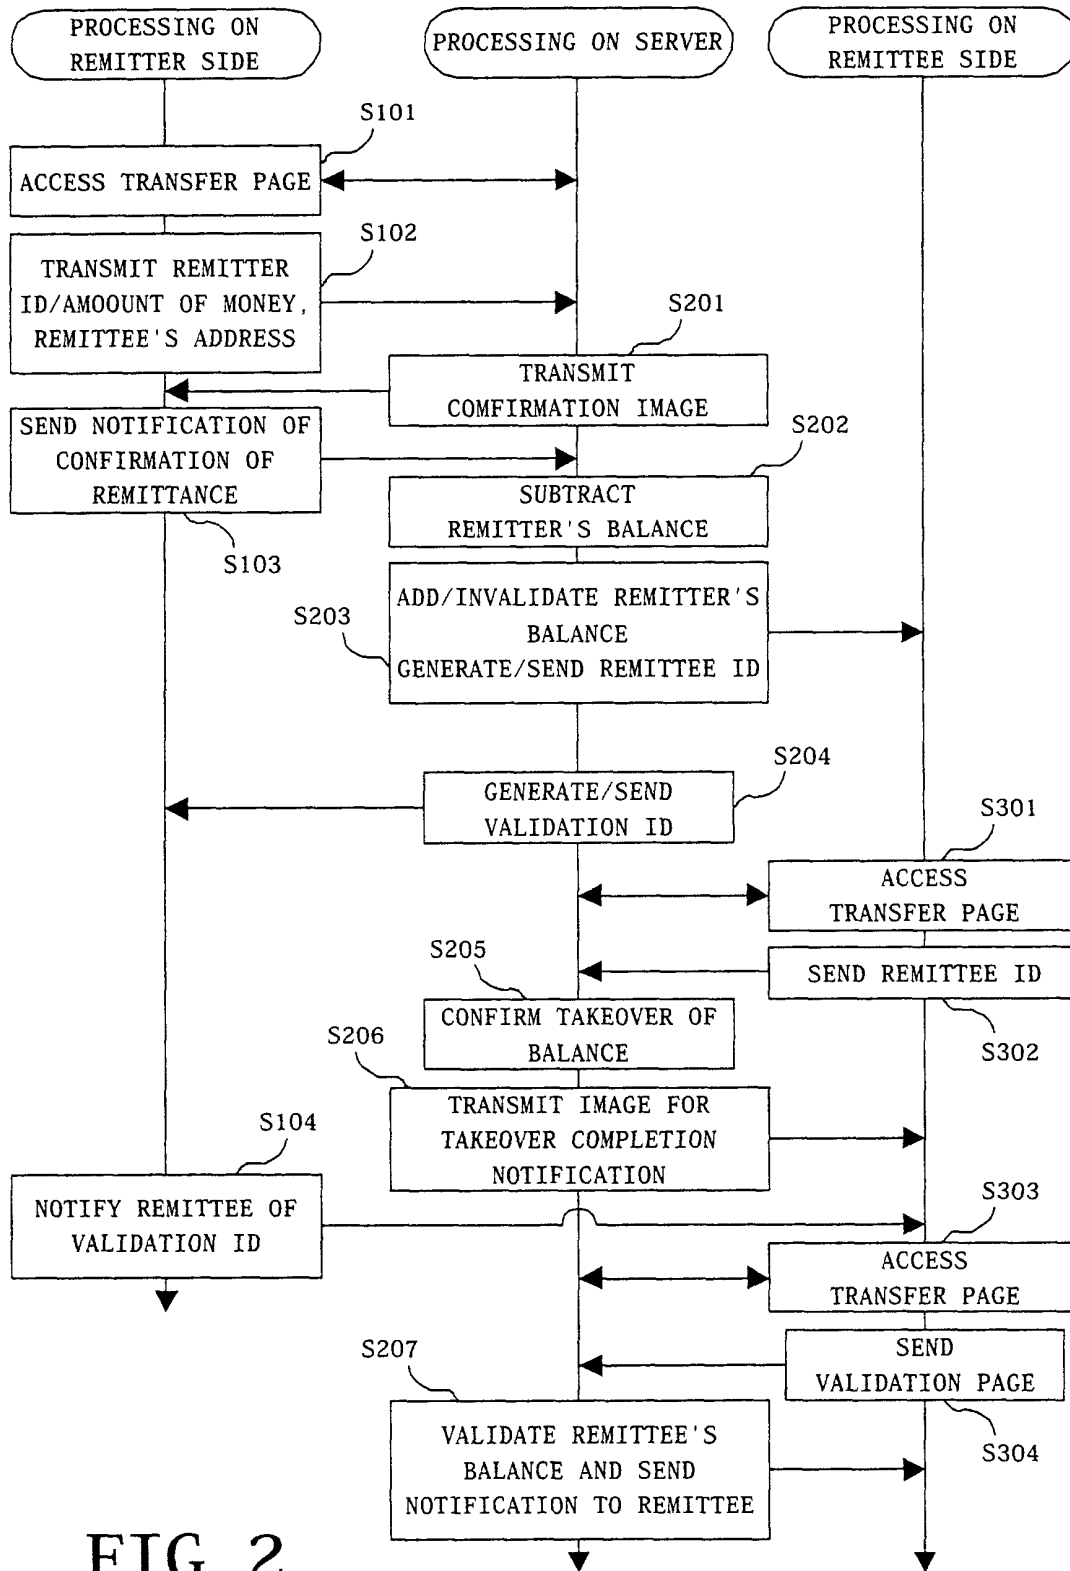 PROCESSING ON
REMITTER SIDE
PROCESSING ON SERVER
PROCESSING ON
REMITTEE SIDE
S101
ACCESS TRANSFER PAGE
S102
TRANSMIT REMITTER
ID/AMOOUNT OF MONEY,
REMITTEE'S ADDRESS
S201
TRANSMIT
COMFIRMATION IMAGE
SEND NOTIFICATION OF
CONFIRMATION OF
REMITTANCE
S103
S202
SUBTRACT
REMITTER'S BALANCE
S203
ADD/INVALIDATE REMITTER'S
BALANCE
GENERATE/SEND REMITTEE ID
S204
GENERATE/SEND
VALIDATION ID
S301
ACCESS
TRANSFER PAGE
SEND REMITTEE ID
S302
S205
CONFIRM TAKEOVER OF
BALANCE
S206
TRANSMIT IMAGE FOR
TAKEOVER COMPLETION
NOTIFICATION
S104
NOTIFY REMITTEE OF
VALIDATION ID
S303
ACCESS
TRANSFER PAGE
SEND
VALIDATION PAGE
S304
S207
VALIDATE REMITTEE'S
BALANCE AND SEND
NOTIFICATION TO REMITTEE
FIG. 2